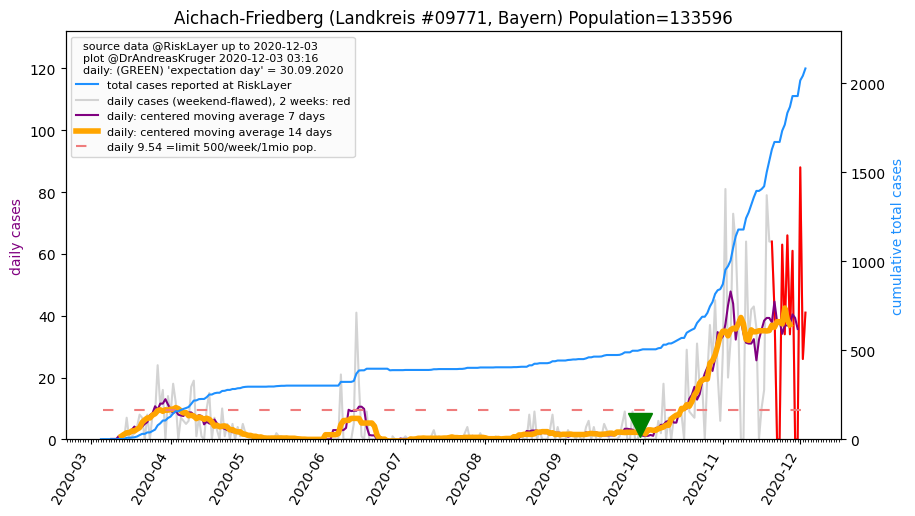 Aichach-Friedberg (Landkreis #09771, Bayern) Population=133596
source data @RiskLayer up to 2020-12-03
plot @DrAndreasKruger 2020-12-03 03:16
daily: (GREEN) 'expectation day' = 30.09.2020
total cases reported at RiskLayer
daily cases (weekend-flawed), 2 weeks: red
daily: centered moving average 7 days
daily: centered moving average 14 days
daily 9.54 =limit 500/week/1mio pop.
daily cases
120
100
80
60
40
20
0
cumulative total cases
2000
1500
1000
500
0
2020-03
2020-04
2020-05
2020-06
2020-07
2020-08
2020-09
2020-10
2020-11
2020-12